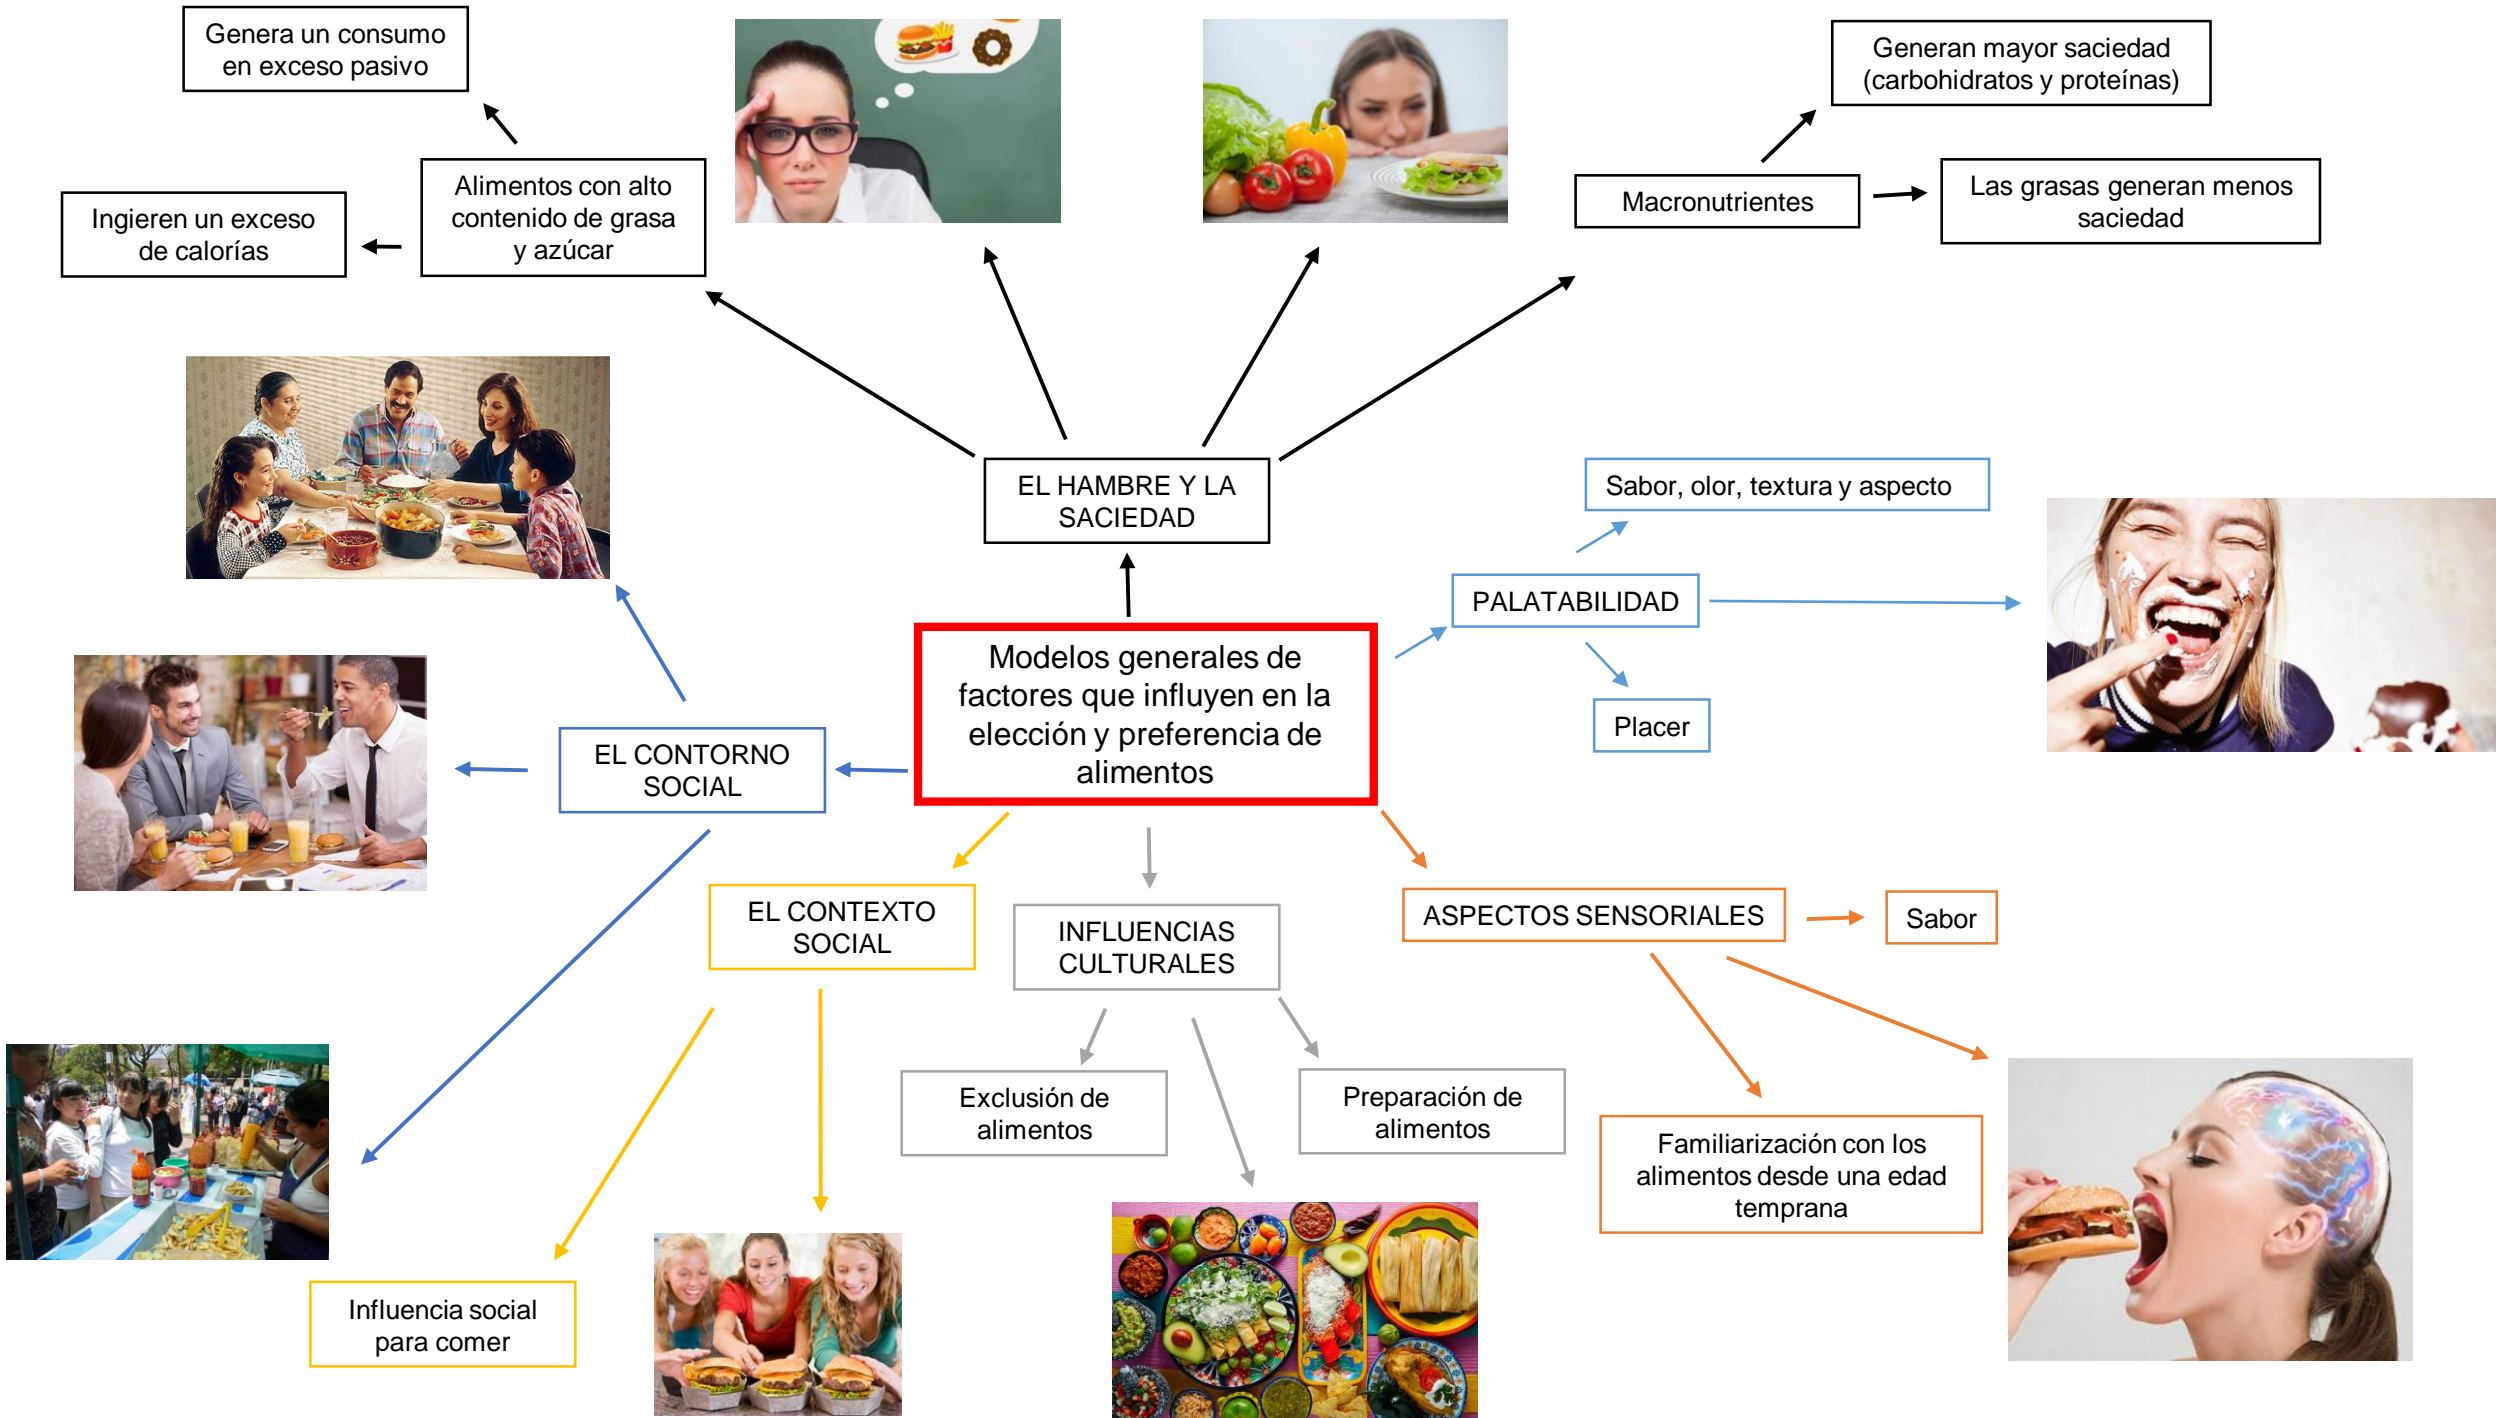 Genera un consumo
en exceso pasivo
Generan mayor saciedad
(carbohidratos y proteínas)
Ingieren un exceso
de calorías
Alimentos con alto
contenido de grasa
y azúcar
Macronutrientes
Las grasas generan menos
saciedad
EL HAMBRE Y LA
SACIEDAD
Sabor, olor, textura y aspecto
PALATABILIDAD
Placer
Modelos generales de
factores que influyen en la
elección y preferencia de
alimentos
EL CONTORNO
SOCIAL
EL CONTEXTO
SOCIAL
INFLUENCIAS
CULTURALES
ASPECTOS SENSORIALES
Sabor
Exclusión de
alimentos
Preparación de
alimentos
Familiarización con los
alimentos desde una edad
temprana
Influencia social
para comer